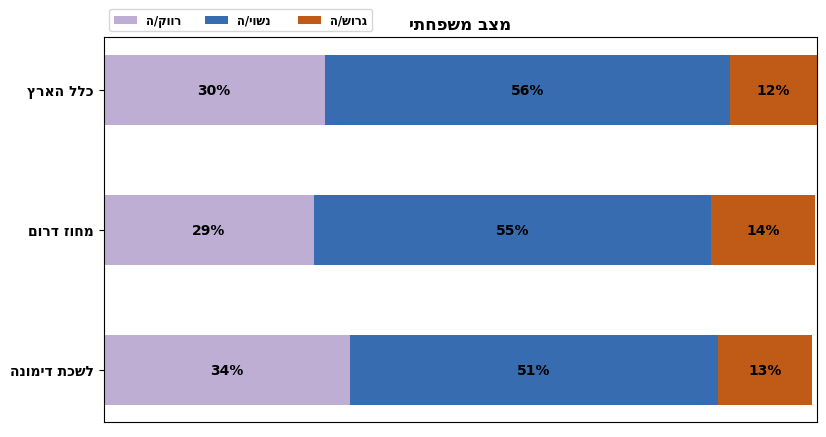 מצב משפחתי
רווק/ה נשוי/ה גרוש/ה
כלל הארץ 30% 56% 12%
מחוז דרום 29% 55% 14%
לשכת דימונה 34% 51% 13%